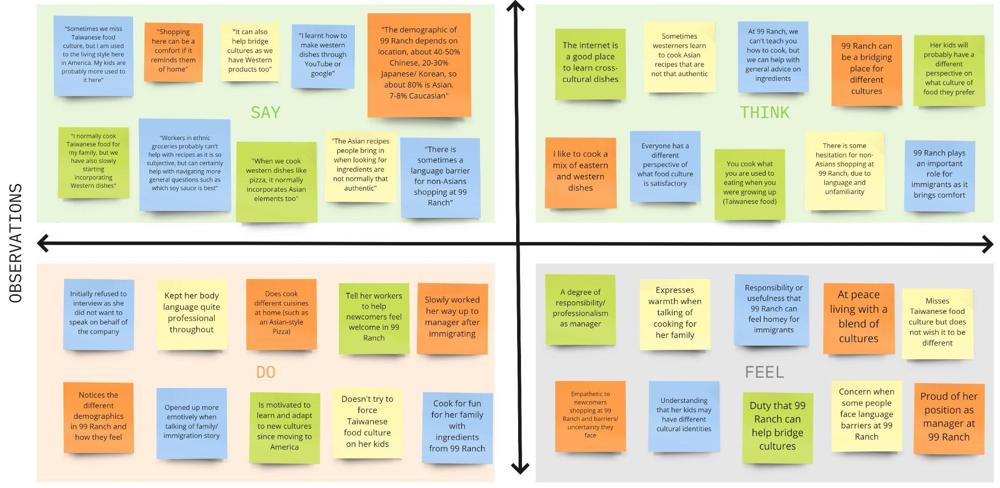 OBSERVATIONS
"Sometimes we miss
Taiwanese food
culture, but I am used
to the living style here
in America. My kids are
probably more used to
it here"
"Shopping
here can be a
comfort if it
reminds them
of home"
"It can also
help bridge
cultures as we
have Western
products too"
"I learnt how to
make western
dishes through
YouTube or
google"
"The demographic of
99 Ranch depends on
location, about 40-50%
Chinese, 20-30%
Japanese/ Korean, so
about 80% is Asian.
7-8% Caucasian"
SAY
"I normally cook
Taiwanese food for
my family, but we
have also slowly
starting
incorporating
Western dishes"
"Workers in ethnic
groceries probably can't
help with recipes as it is so
subjective, but can certainly
help with navigating more
general questions such as
which soy sauce is best"
"When we cook
western dishes like
pizza, it normally
incorporates Asian
elements too"
"The Asian recipes
people bring in
when looking for
ingredients are
not normally that
authentic"
"There is
sometimes a
language barrier
for non-Asians
shopping at 99
Ranch"
The internet is
a good place
to learn cross-
cultural dishes
Sometimes
westerners learn
to cook Asian
recipes that are
not that authentic
At 99 Ranch, we
can't teach you
how to cook, but
we can help with
general advice on
ingredients
99 Ranch can
be a bridging
place for
different
cultures
Her kids will
probably have a
different
perspective on
what culture of
food they prefer
THINK
I like to cook a
mix of eastern
and western
dishes
Everyone has a
different
perspective of
what food culture
is satisfactory
You cook what
you are used to
eating when you
were growing up
(Taiwanese food)
There is some
hesitation for non-
Asians shopping at
99 Ranch, due to
language and
unfamiliarity
99 Ranch plays
an important
role for
immigrants as it
brings comfort
Initially refused to
interview as she
did not want to
speak on behalf of
the company
Kept her body
language quite
professional
throughout
Does cook
different cuisines
at home (such as
an Asian-style
Pizza)
Tell her workers
to help
newcomers feel
welcome in 99
Ranch
Slowly worked
her way up to
manager after
immigrating
DO
Notices the
different
demographics
in 99 Ranch and
how they feel
Opened up more
emotively when
talking of family/
immigration story
Is motivated to
learn and adapt
to new cultures
since moving to
America
Doesn't try to
force
Taiwanese
food culture
on her kids
Cook for fun
for her family
with
ingredients
from 99 Ranch
A degree of
responsibility/
professionalism
as manager
Expresses
warmth when
talking of
cooking for
her family
Responsibility or
usefulness that
99 Ranch can
feel homey for
immigrants
At peace
living with a
blend of
cultures
Misses
Taiwanese food
culture but does
not wish it to be
different
FEEL
Empathetic to
newcomers
shopping at 99
Ranch and barriers/
uncertainty they
face
Understanding
that her kids may
have different
cultural identities
Duty that 99
Ranch can
help bridge
cultures
Concern when
some people
face language
barriers at 99
Ranch
Proud of her
position as
manager at
99 Ranch